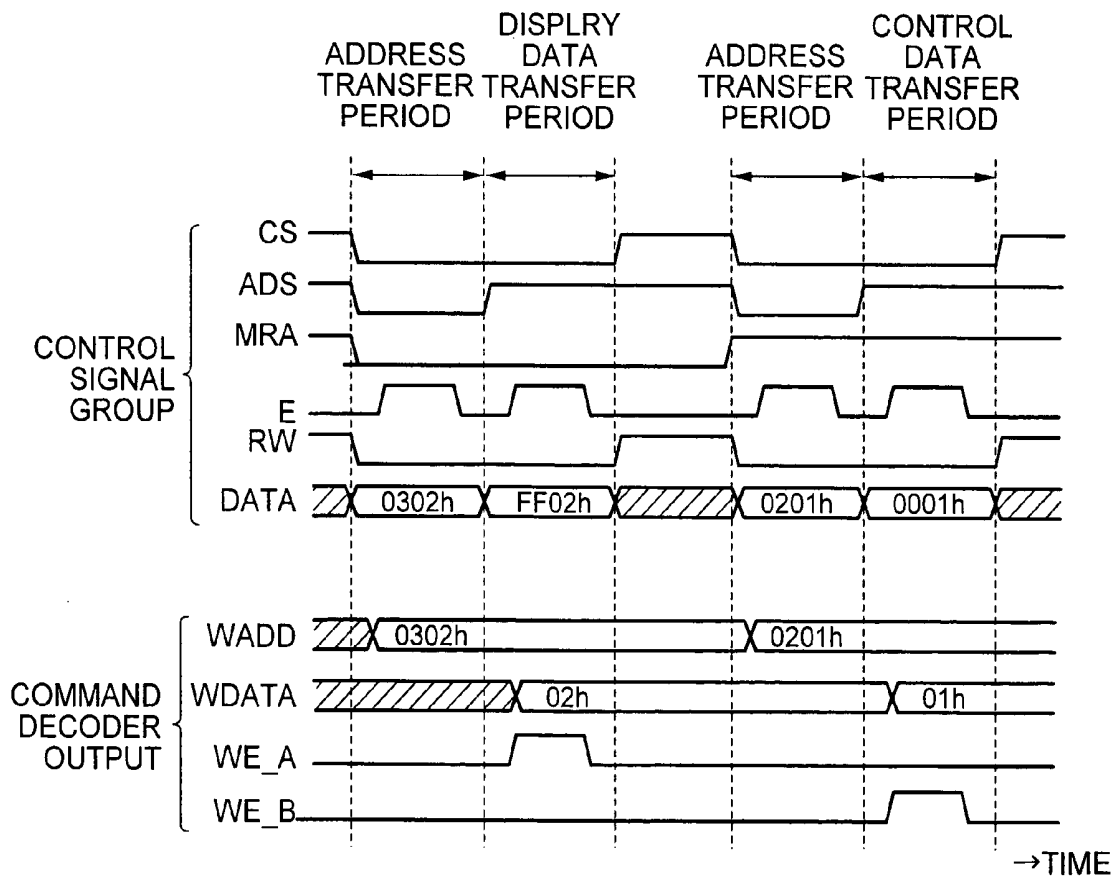 ADDRESS
TRANSFER
PERIOD
DISPLRY
DATA
TRANSFER
PERIOD
ADDRESS
TRANSFER
PERIOD
CONTROL
DATA
TRANSFER
PERIOD
CONTROL
SIGNAL
GROUP
CS
ADS
MRA
E
RW
DATA
0302h
FF02h
0201h
0001h
COMMAND
DECODER
OUTPUT
WADD
0302h
0201h
WDATA
02h
01h
WE_A
WE_B
→TIME